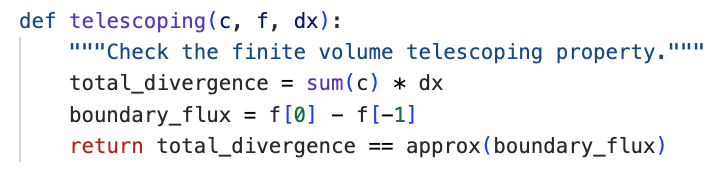 def telescoping(c, f, dx):
    """Check the finite volume telescoping property."""
    total_divergence = sum(c) * dx
    boundary_flux = f[0] - f[-1]
    return total_divergence == approx(boundary_flux)